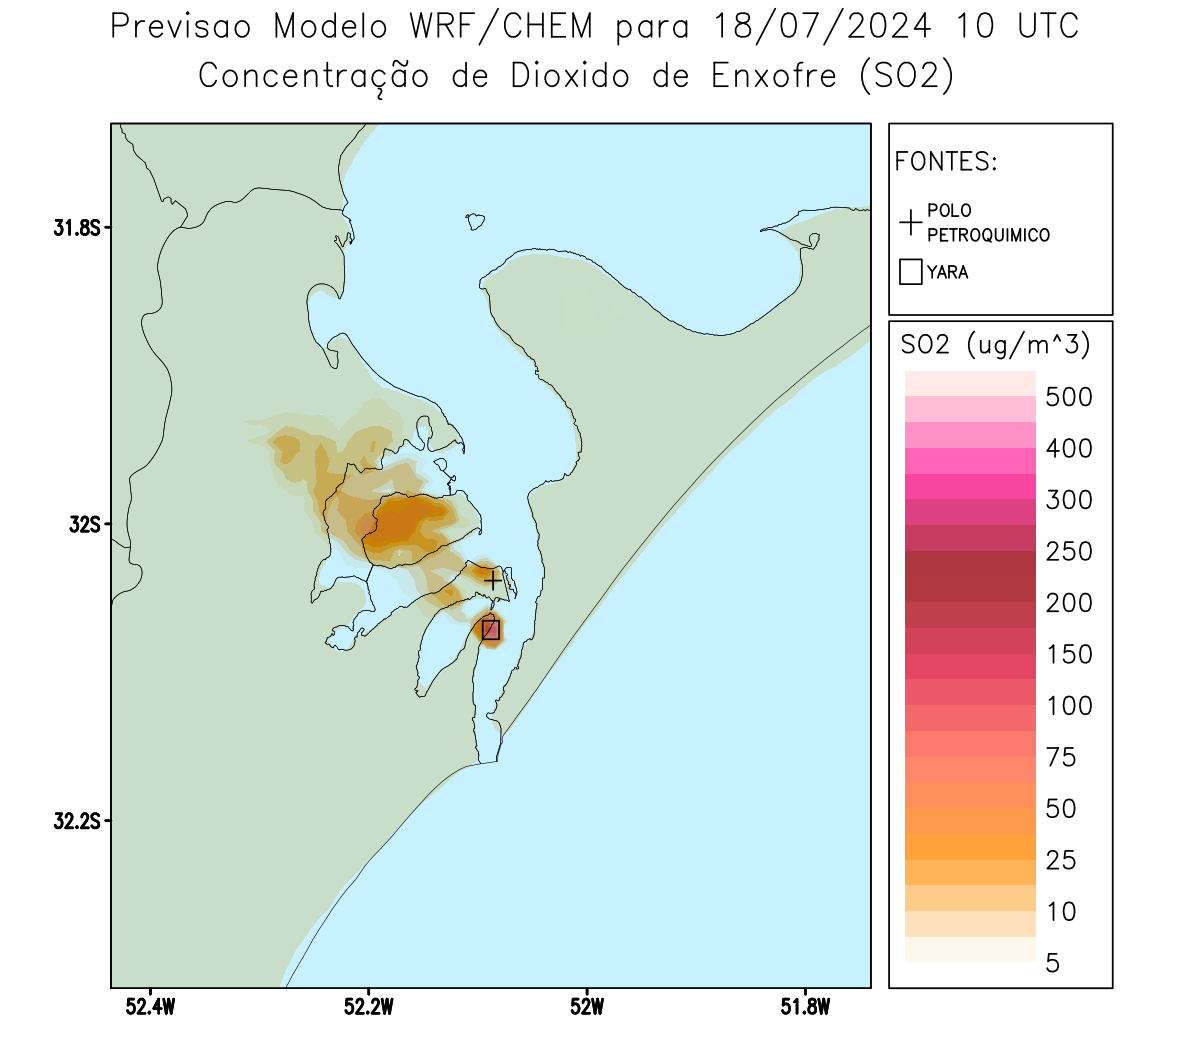 Previsao Modelo WRF/CHEM para 18/07/2024 10 UTC
Concentração de Dioxido de Enxofre (SO2)
FONTES:
POLO
PETROQUIMICO
YARA
31.8S
32S
32.2S
52.4W
52.2W
52W
51.8W
SO2 (ug/m^3)
500
400
300
250
200
150
100
75
50
25
10
5